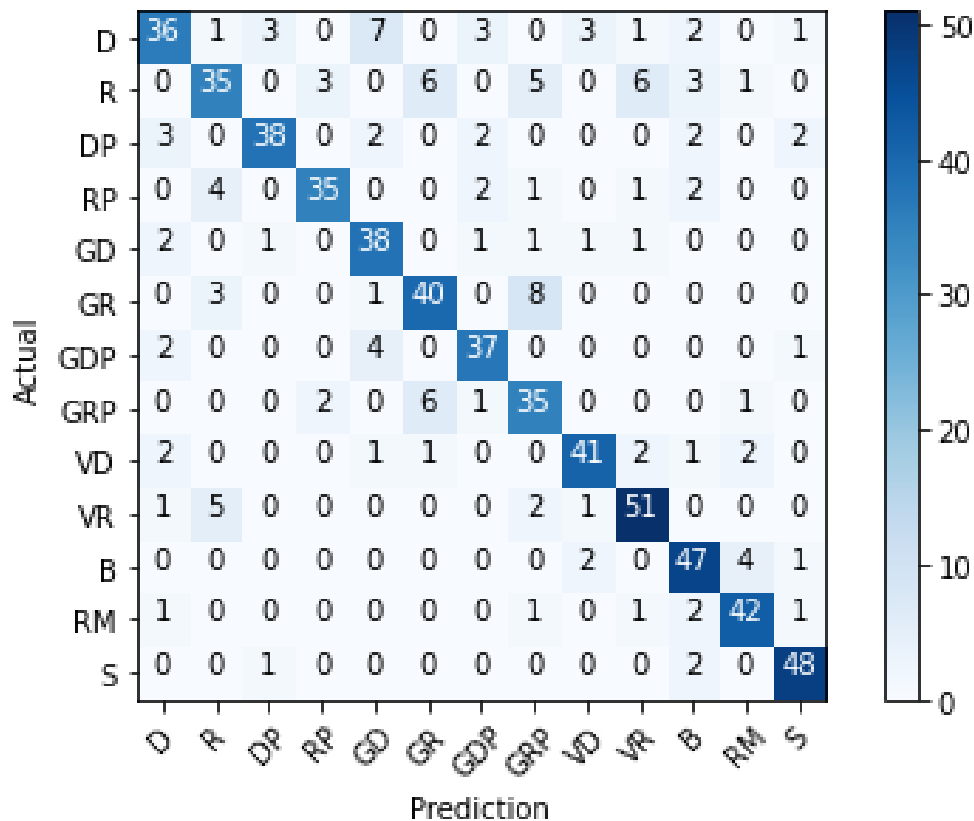 D 36 1 3 0 7 0 3 0 3 1 2 0 1
R 0 35 0 3 0 6 0 5 0 6 3 1 0
DP 3 0 38 0 2 0 2 0 0 0 2 0 2
RP 0 4 0 35 0 0 2 1 0 1 2 0 0
GD 2 0 1 0 38 0 1 1 1 1 0 0 0
GR 0 3 0 0 1 40 0 8 0 0 0 0 0
GDP 2 0 0 0 4 0 37 0 0 0 0 0 1
GRP 0 0 0 2 0 6 1 35 0 0 0 1 0
VD 2 0 0 0 1 1 0 0 41 2 1 2 0
VR 1 5 0 0 0 0 0 2 1 51 0 0 0
B 0 0 0 0 0 0 0 0 2 0 47 4 1
RM 1 0 0 0 0 0 0 1 0 1 2 42 1
S 0 0 1 0 0 0 0 0 0 0 2 0 48
D R DP RP GD GR GDP GRP VD VR B RM S
Prediction
Actual
50
40
30
20
10
0